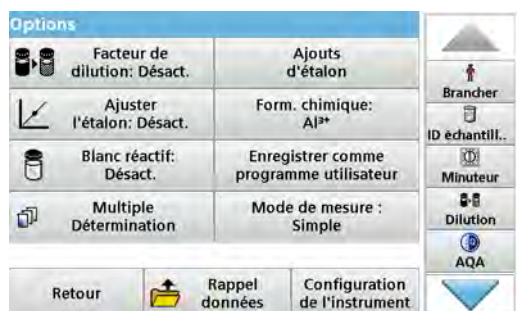 Options
Facteur de
dilution: Désact.
Ajouts
d'étalon
Ajuster
l'étalon: Désact.
Form. chimique:
Al³⁺
Blanc réactif:
Désact.
Enregistrer comme
programme utilisateur
Multiple
Détermination
Mode de mesure :
Simple
Retour
Rappel
données
Configuration
de l'instrument
Brancher
ID échantill..
Minuteur
Dilution
AQA